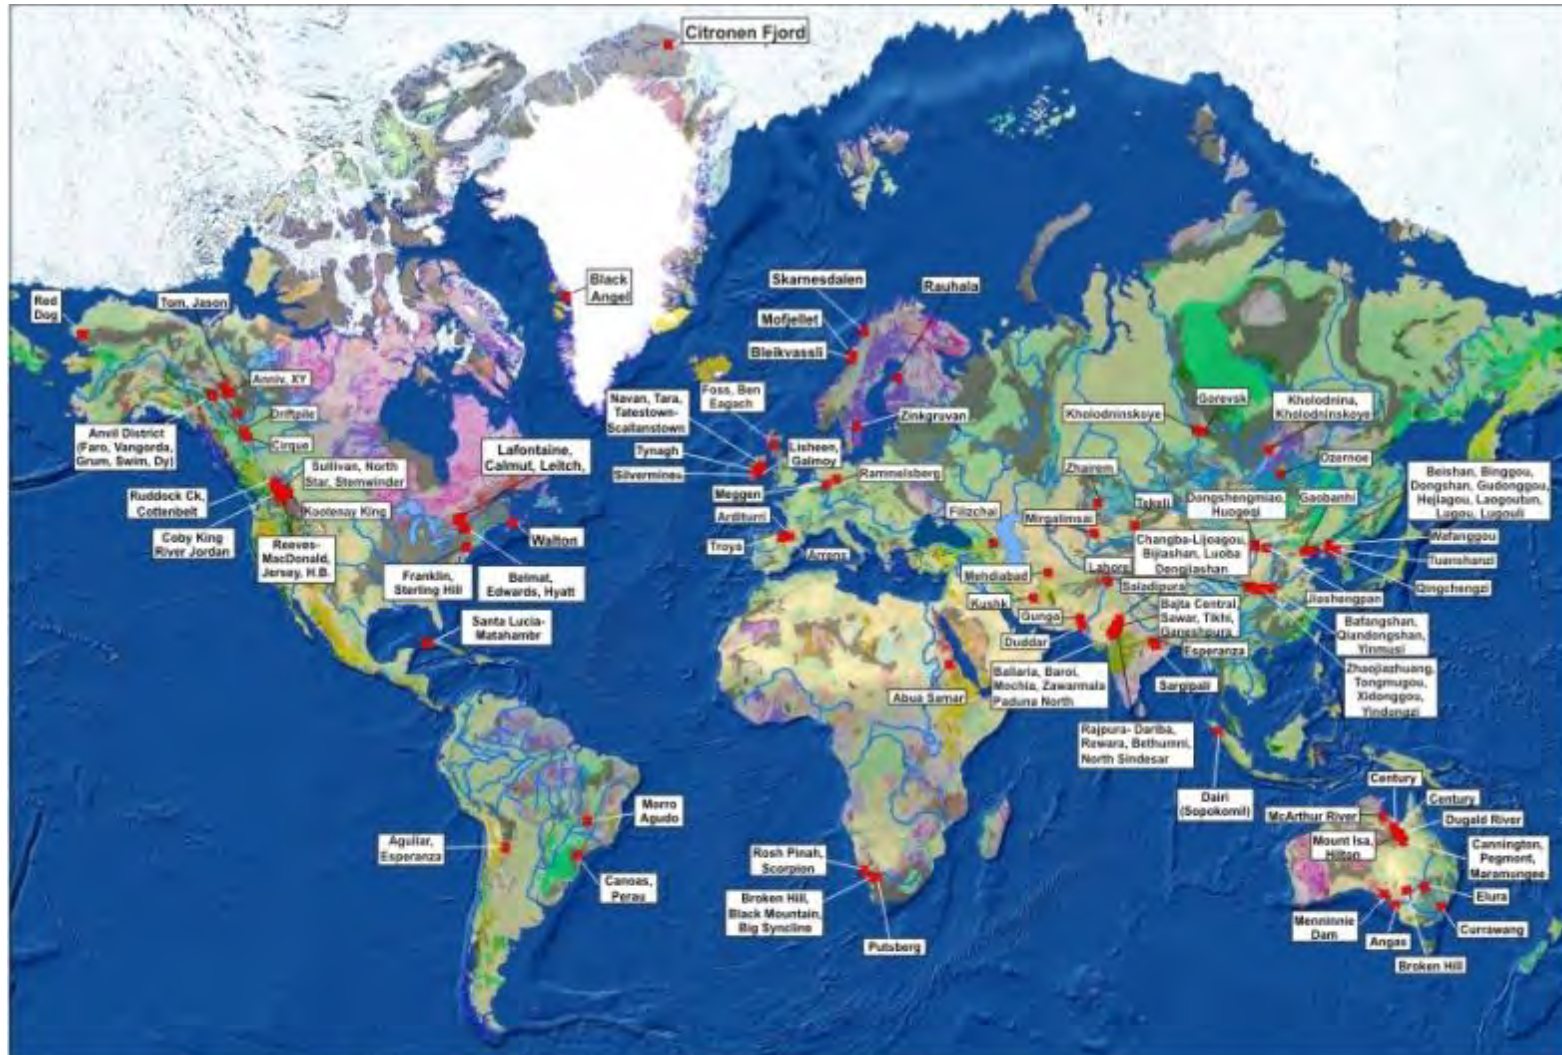 Citronen Fjord
Black
Angel
Red
Dog
Tom, Jason
Anniv. XY
Driftpile
Cirque
Anvil District
(Faro, Vangorda,
Grum, Swim, Dy)
Sullivan, North
Star, Stemwinder
Ruddock Ck,
Cottenbelt
Kootenay King
Coby King
River Jordan
Reeves-
MacDonald,
Jersey, H.B.
Lafontaine,
Calmut, Leitch,
Walton
Franklin,
Sterling Hill
Belmat,
Edwards, Hyatt
Santa Lucia-
Matahambr
Aguilar,
Esperanza
Morro
Agudo
Canoas,
Perau
Skarnesdalen
Rauhala
Mofjellet
Bleikvassli
Foss, Ben
Eagach
Navan, Tara,
Tatestown-
Scallanstown
Zinkgruvan
Tynagh
Silvermines
Lisheen,
Galmoy
Rammelsberg
Meggen
Arditurri
Troya
Arrens
Filizchai
Kholodninskoye
Gorevsk
Kholodnina,
Kholodninskoye
Ozernoe
Zhairem
Tekeli
Mirgalimsai
Dongshengmiao,
Huogeqi
Gaobanhi
Beishan, Binggou,
Dongshan, Gudonggou,
Hejiagou, Laogoutun,
Lugou, Lugouli
Wafanggou
Tuanshanzi
Qingchengzi
Jiashengpan
Changba-Lijoagou,
Bijiashan, Luoba
Dengjiashan
Mehdiabad
Lahore
Saladipura
Kushk
Gunga
Duddar
Bajta Central,
Sawar, Tikhi,
Ganeshpura
Esperanza
Bafangshan,
Qiandongshan,
Yinmusi
Ballaria, Baroi,
Mochia, Zawarmala
Paduna North
Sargipali
Zhaojiazhuang,
Tongmugou,
Xidonggou,
Yindongzi
Abua Samar
Rajpura- Dariba,
Rewara, Bethumni,
North Sindesar
Dairi
(Sopokomil)
Rosh Pinah,
Scorpion
Broken Hill,
Black Mountain,
Big Syncline
Putsberg
Century
Century
McArthur River
Dugald River
Mount Isa,
Hilton
Cannington,
Pegmont,
Maramungee
Elura
Menninnie
Dam
Angas
Currawang
Broken Hill